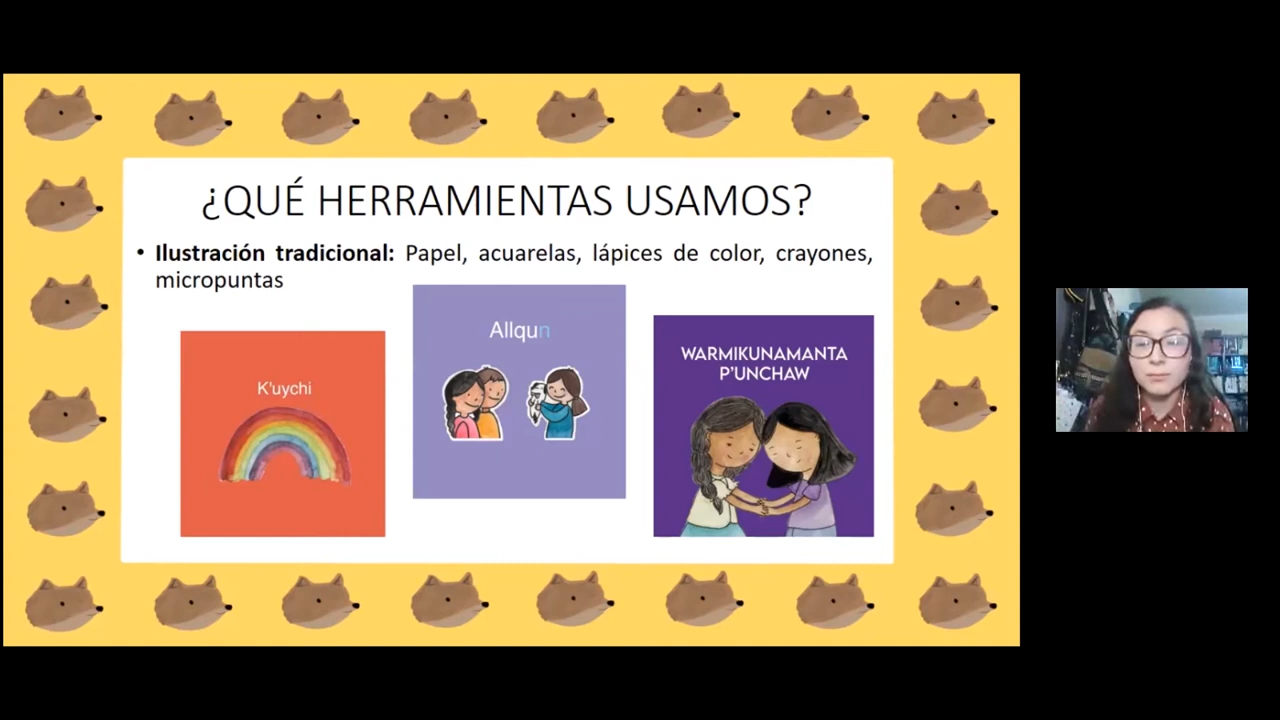 ¿QUÉ HERRAMIENTAS USAMOS?
• Ilustración tradicional: Papel, acuarelas, lápices de color, crayones,
micropuntas
K'uychi
Allqun
WARMIKUNAMANTA
P'UNCHAW